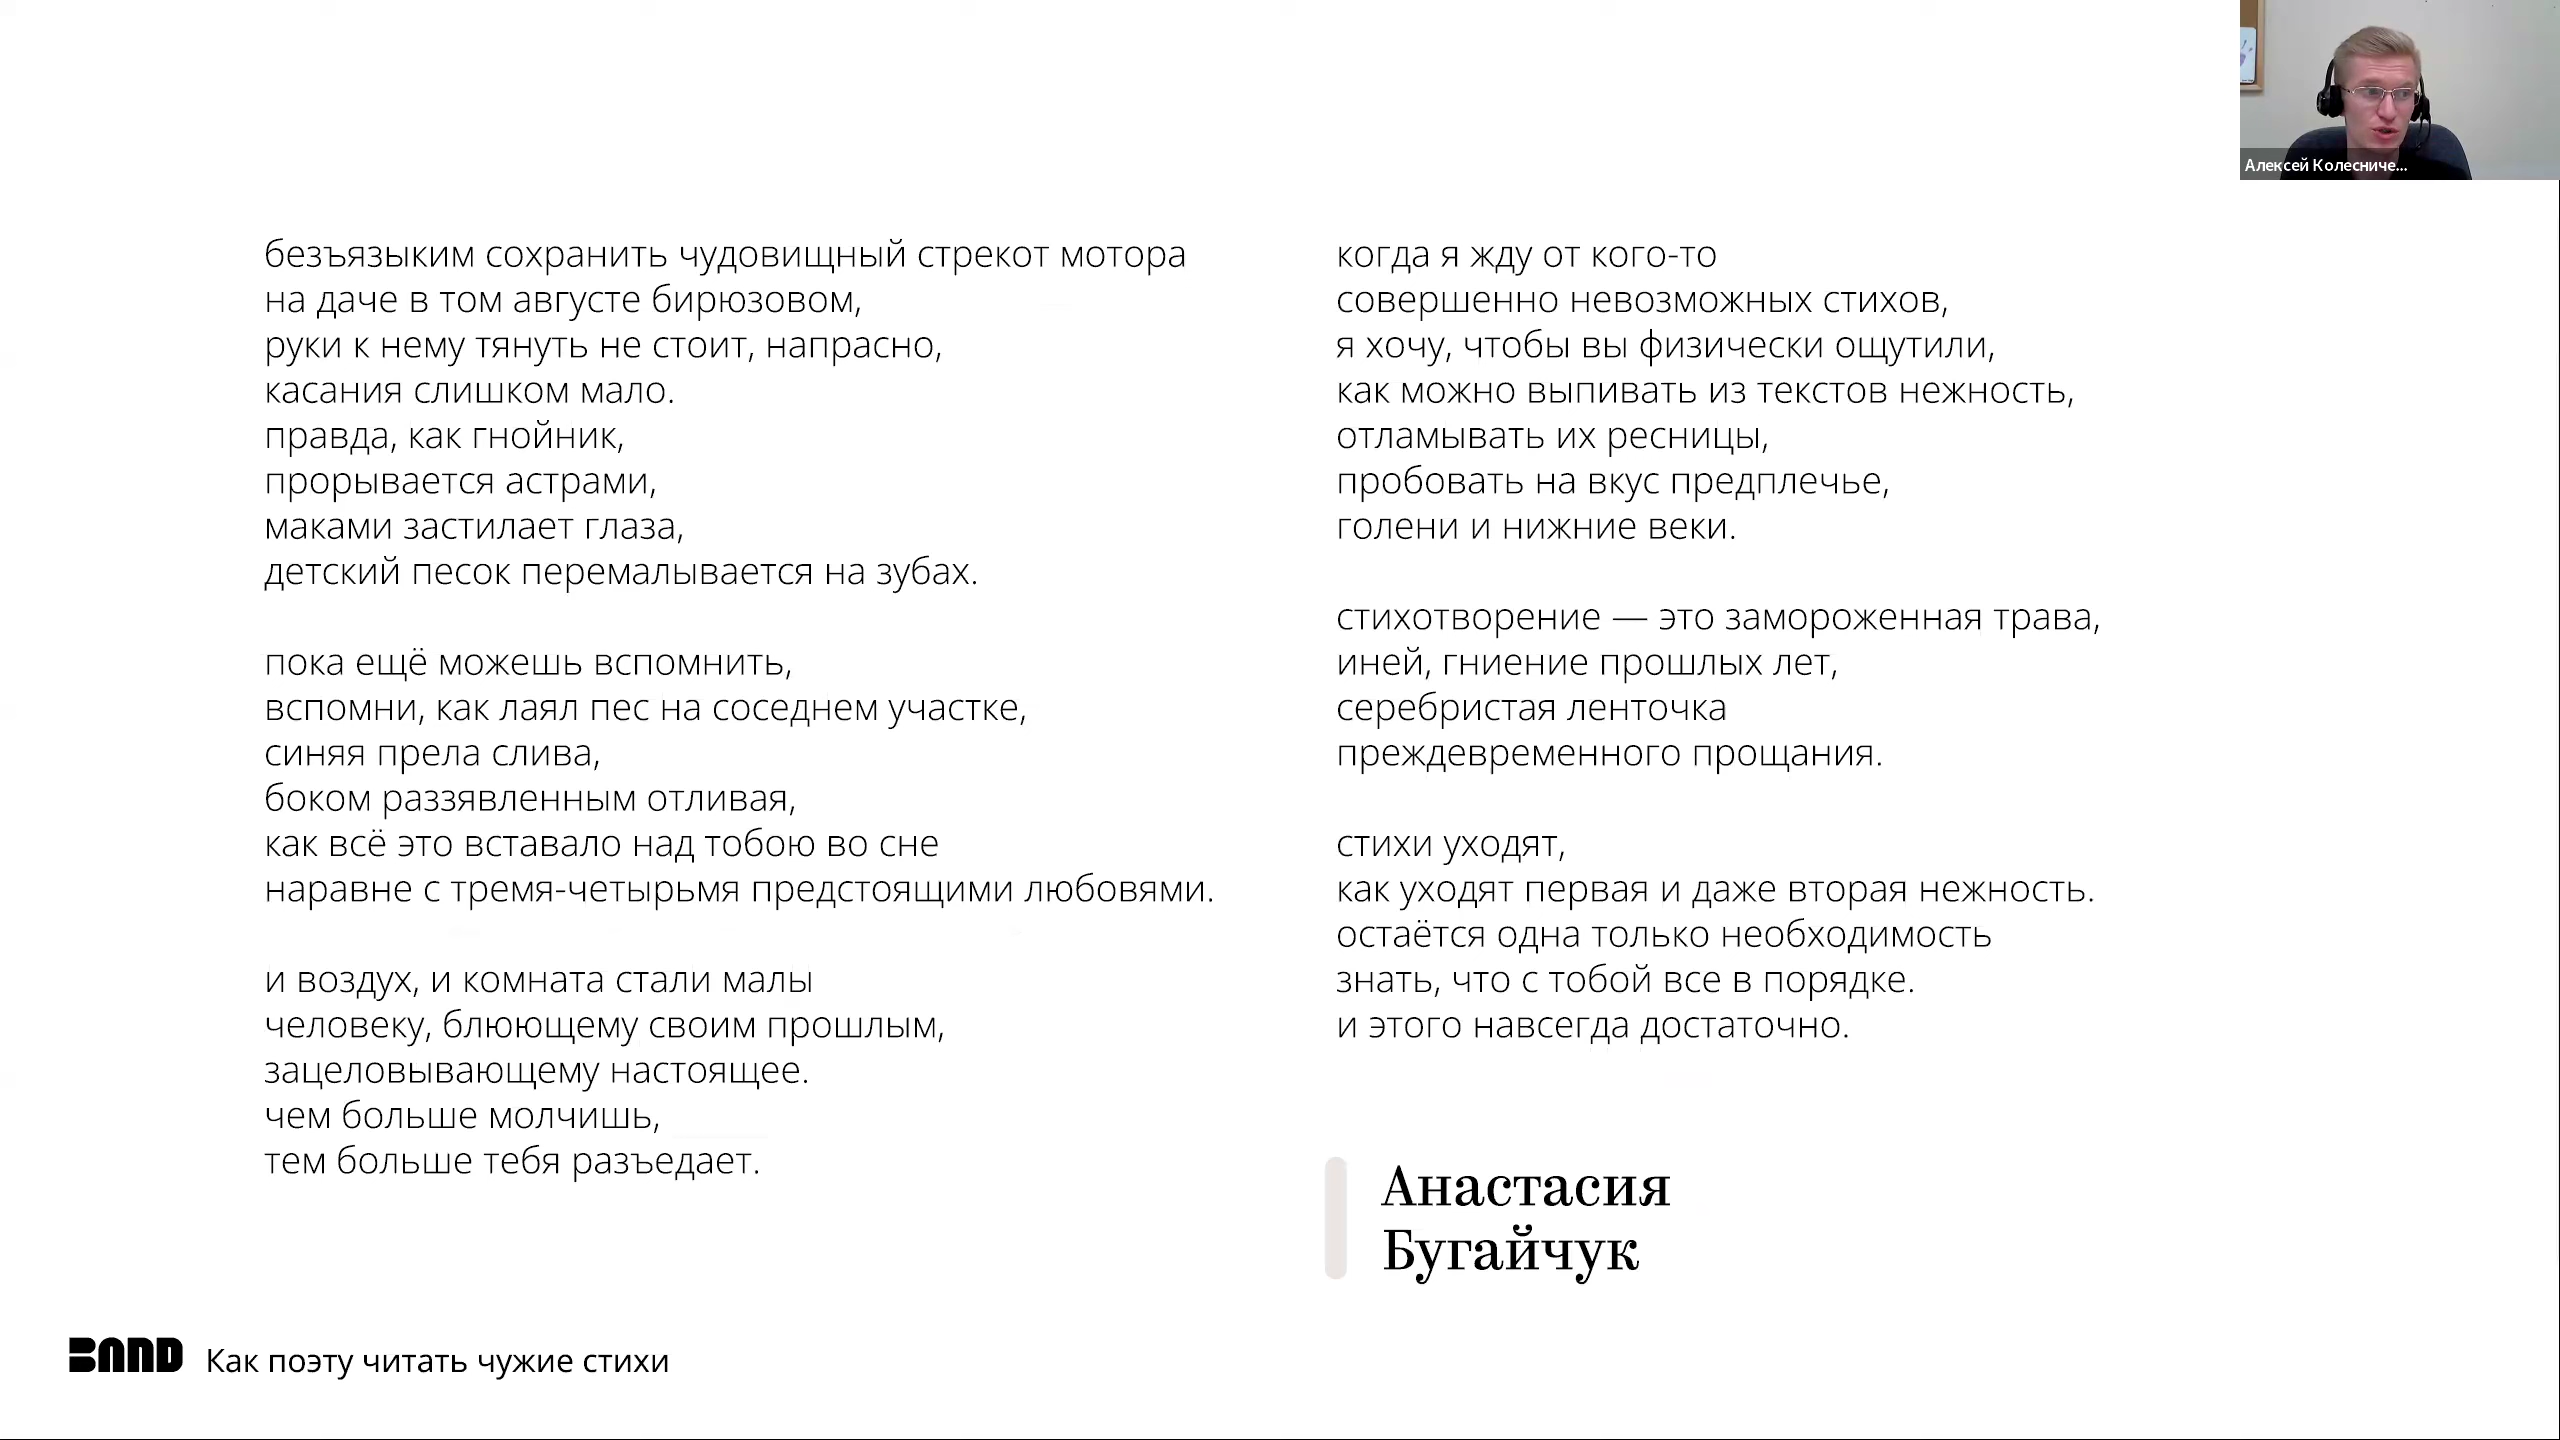 Алексей Колесниче...
безъязыким сохранить чудовищный стрекот мотора
на даче в том августе бирюзовом,
руки к нему тянуть не стоит, напрасно,
касания слишком мало.
правда, как гнойник,
прорывается астрами,
маками застилает глаза,
детский песок перемалывается на зубах.
пока ещё можешь вспомнить,
вспомни, как лаял пес на соседнем участке,
синяя прела слива,
боком раззявленным отливая,
как всё это вставало над тобою во сне
наравне с тремя-четырьмя предстоящими любовями.
и воздух, и комната стали малы
человеку, блюющему своим прошлым,
зацеловывающему настоящее.
чем больше молчишь,
тем больше тебя разъедает.
когда я жду от кого-то
совершенно невозможных стихов,
я хочу, чтобы вы физически ощутили,
как можно выпивать из текстов нежность,
отламывать их ресницы,
пробовать на вкус предплечье,
голени и нижние веки.
стихотворение — это замороженная трава,
иней, гниение прошлых лет,
серебристая ленточка
преждевременного прощания.
стихи уходят,
как уходят первая и даже вторая нежность.
остаётся одна только необходимость
знать, что с тобой все в порядке.
и этого навсегда достаточно.
Анастасия
Бугайчук
BAND Как поэту читать чужие стихи